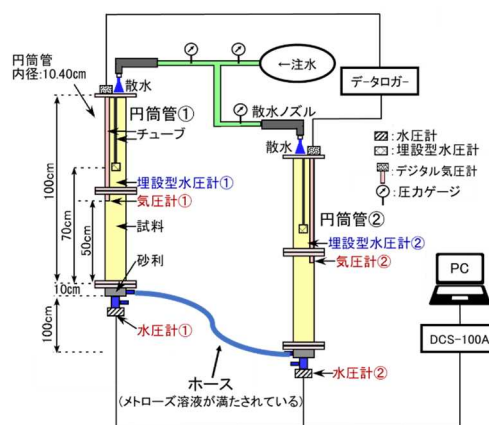 円筒管
内径:10.40cm
散水
←注水
データロガー
円筒管①
チューブ
散水ノズル
散水
:水圧計
:埋設型水圧計
:デジタル気圧計
:圧力ゲージ
100cm
70cm
50cm
埋設型水圧計①
気圧計①
試料
円筒管②
埋設型水圧計②
気圧計②
砂利
10cm
100cm
水圧計①
PC
DCS-100A
ホース
(メトローズ溶液が満たされている)
水圧計②